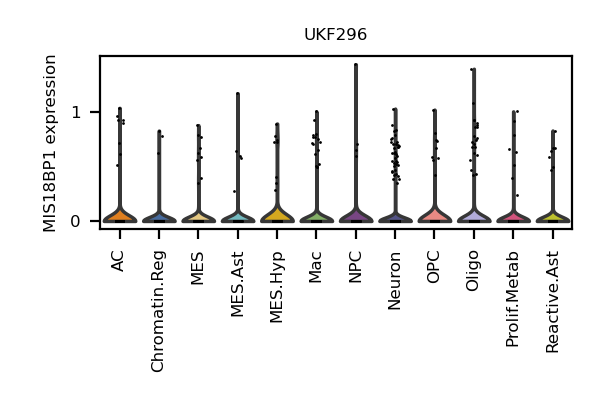 UKF296
MIS18BP1 expression
1
0
AC
Chromatin.Reg
MES
MES.Ast
MES.Hyp
Mac
NPC
Neuron
OPC
Oligo
Prolif.Metab
Reactive.Ast